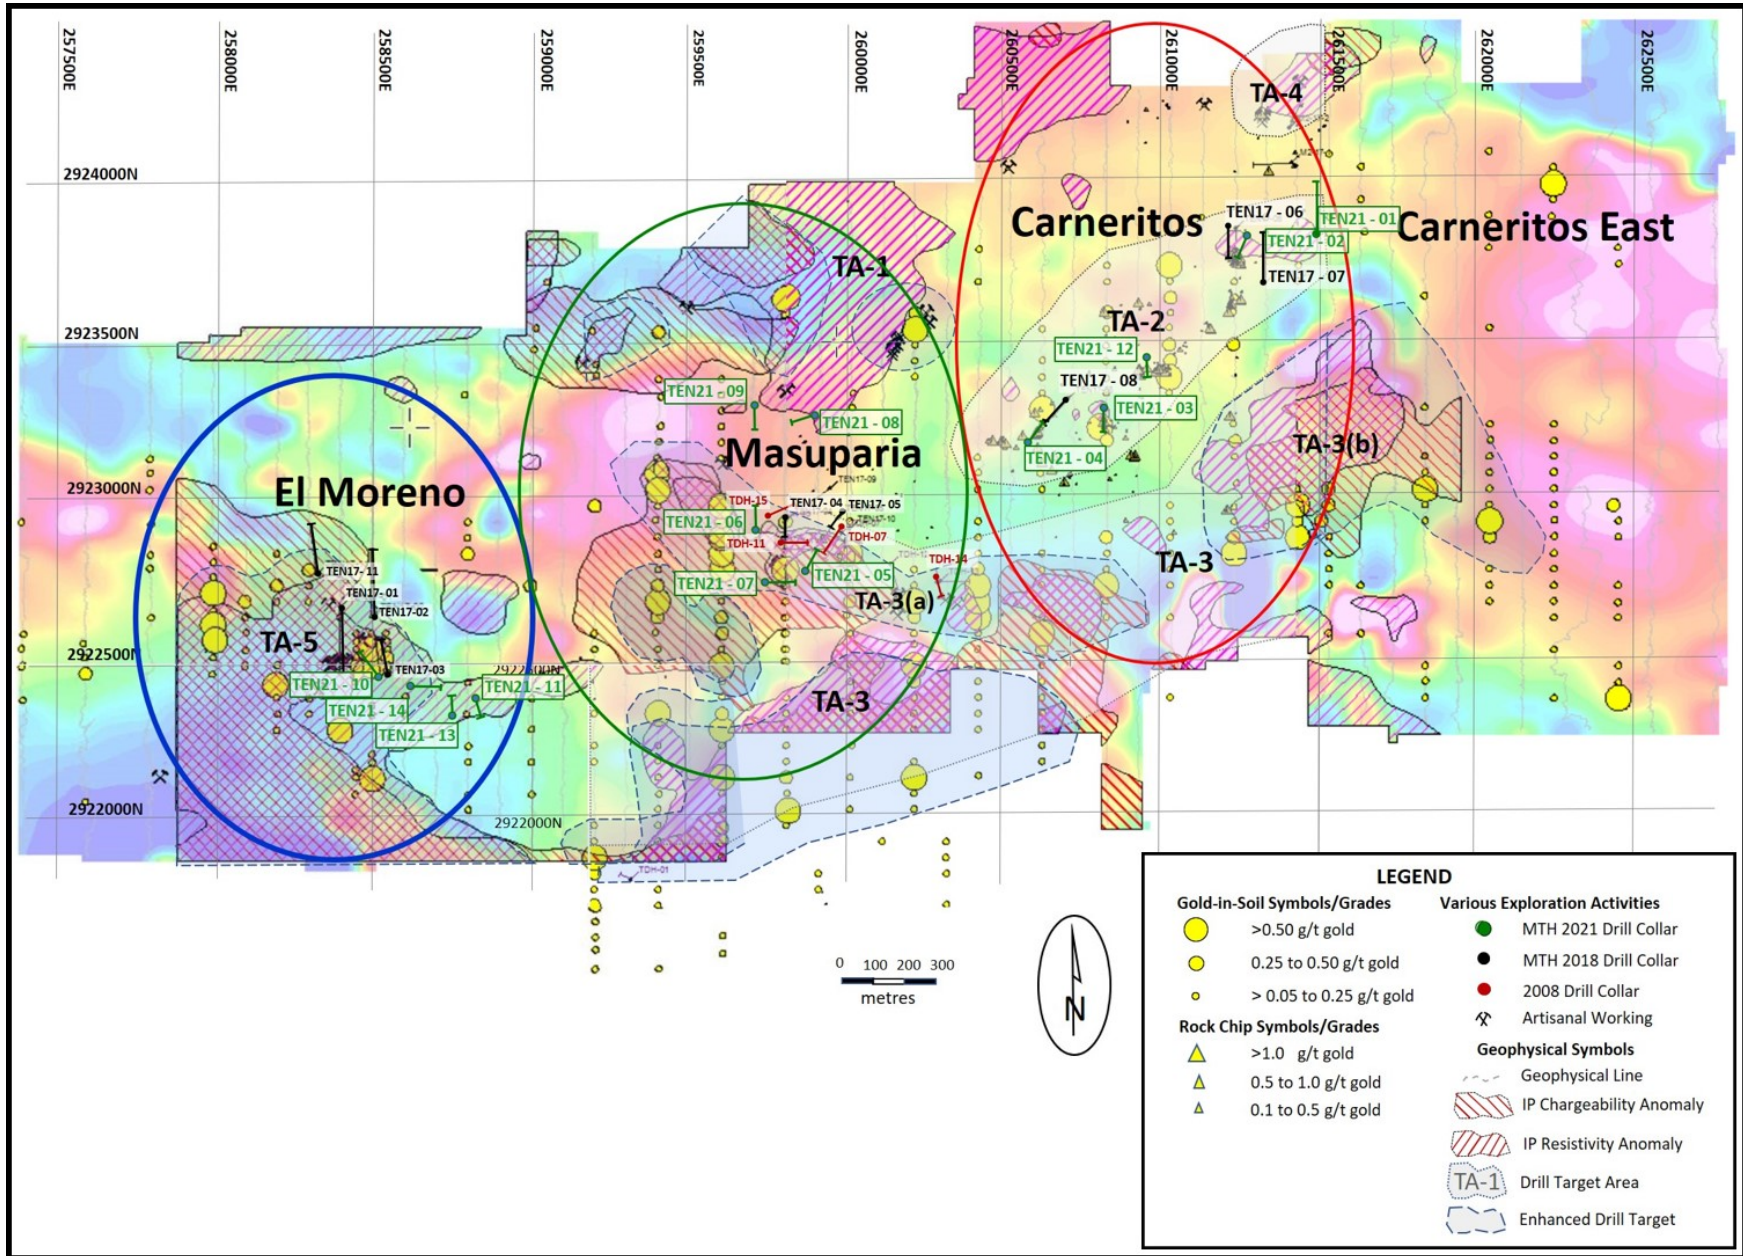 257500E
258000E
258500E
259000E
259500E
260000E
260500E
261000E
261500E
262000E
262500E
TA-4
2924000N
Carneritos
TEN17 - 06
TEN21 - 01
Carneritos East
TEN21 - 02
TEN17 - 07
TA-1
TA-2
2923500N
TEN21 - 12
TEN17 - 08
TEN21 - 09
TEN21 - 03
TEN21 - 08
TA-3(b)
Masuparia
TEN21 - 04
El Moreno
2923000N
TEN17-09
TDH-15
TEN17- 04
TEN17- 05
TEN21 - 06
TEN17-10
TDH-11
TDH-07
TDH-14
TA-3
TEN17- 11
TEN21 - 05
TEN21 - 07
TEN17- 01
TA-3(a)
TEN17-02
TA-5
2922500N
TEN17-03
2922500N
TEN21 - 10
TEN21 - 11
TA-3
TEN21 - 14
TEN21 - 13
2922000N
2922000N
TDH-01
0 100 200 300
metres
N
LEGEND
Gold-in-Soil Symbols/Grades
>0.50 g/t gold
0.25 to 0.50 g/t gold
> 0.05 to 0.25 g/t gold
Rock Chip Symbols/Grades
>1.0 g/t gold
0.5 to 1.0 g/t gold
0.1 to 0.5 g/t gold
Various Exploration Activities
MTH 2021 Drill Collar
MTH 2018 Drill Collar
2008 Drill Collar
Artisanal Working
Geophysical Symbols
Geophysical Line
IP Chargeability Anomaly
IP Resistivity Anomaly
TA-1
Drill Target Area
Enhanced Drill Target